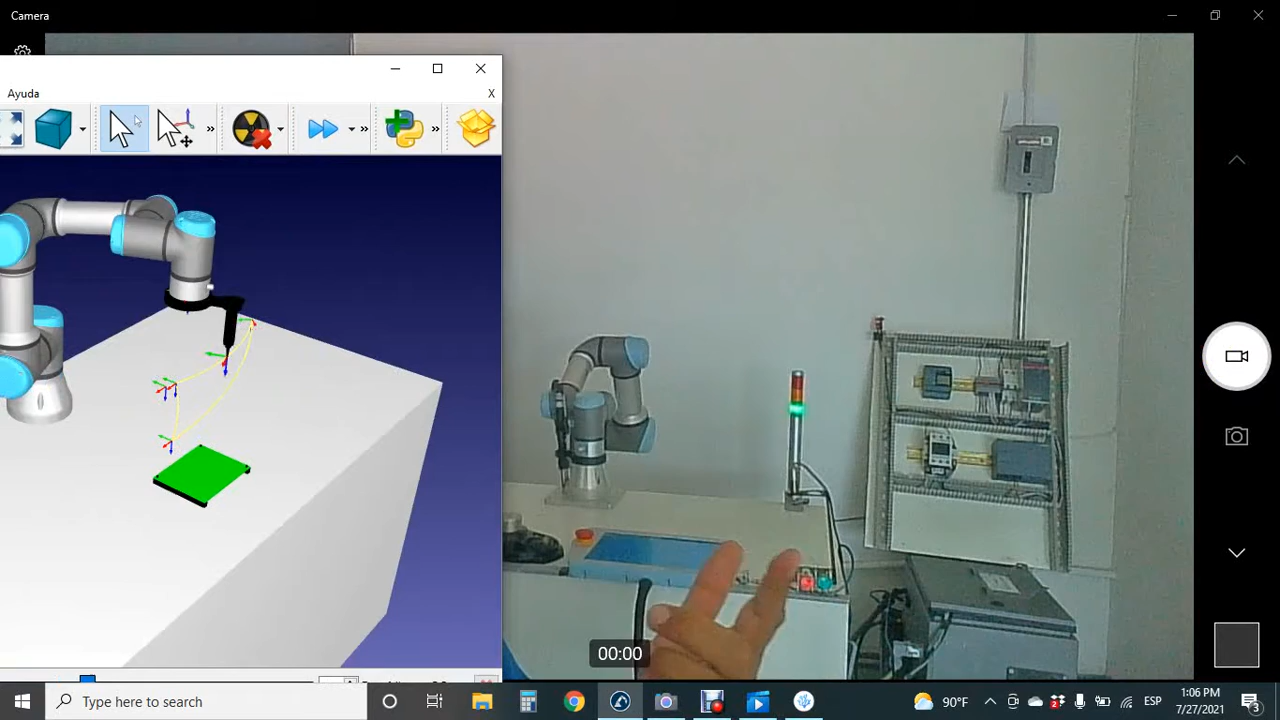 Camera
Ayuda
X
00:00
Type here to search
90°F
ESP
1:06 PM
7/27/2021
3